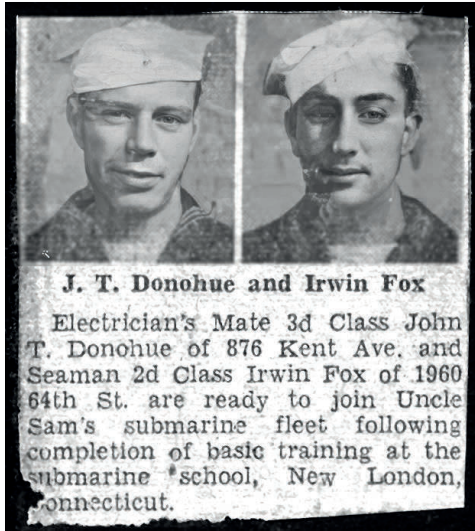 J. T. Donohue and Irwin Fox
Electrician's Mate 3d Class John
T. Donohue of 876 Kent Ave. and
Seaman 2d Class Irwin Fox of 1960
64th St. are ready to join Uncle
Sam's submarine fleet following
completion of basic training at the
submarine school, New London,
Connecticut.